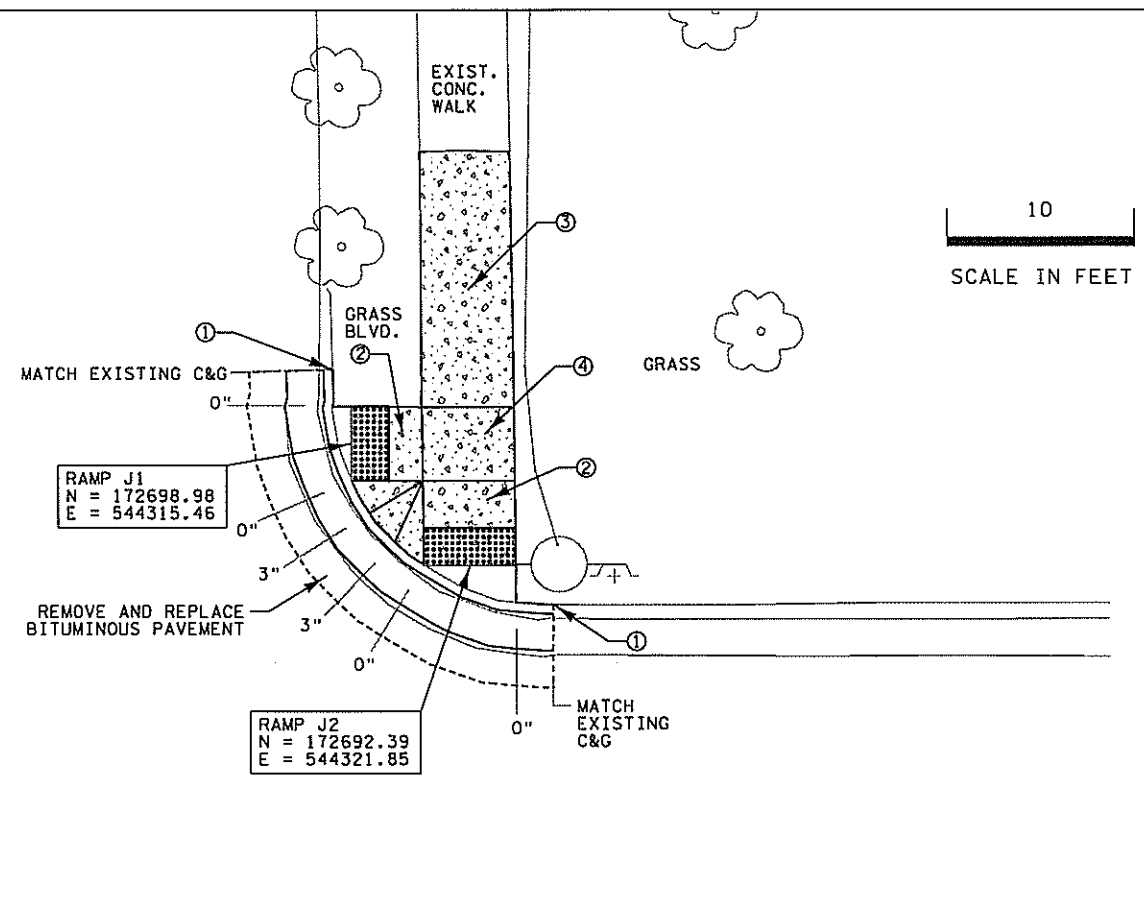 EXIST.
CONC.
WALK
10
SCALE IN FEET
③
GRASS
BLVD.
①
②
④
GRASS
MATCH EXISTING C&G
0"
②
RAMP J1
N = 172698.98
E = 544315.46
0"
3"
REMOVE AND REPLACE
BITUMINOUS PAVEMENT
3"
①
0"
MATCH
EXISTING
C&G
0"
RAMP J2
N = 172692.39
E = 544321.85